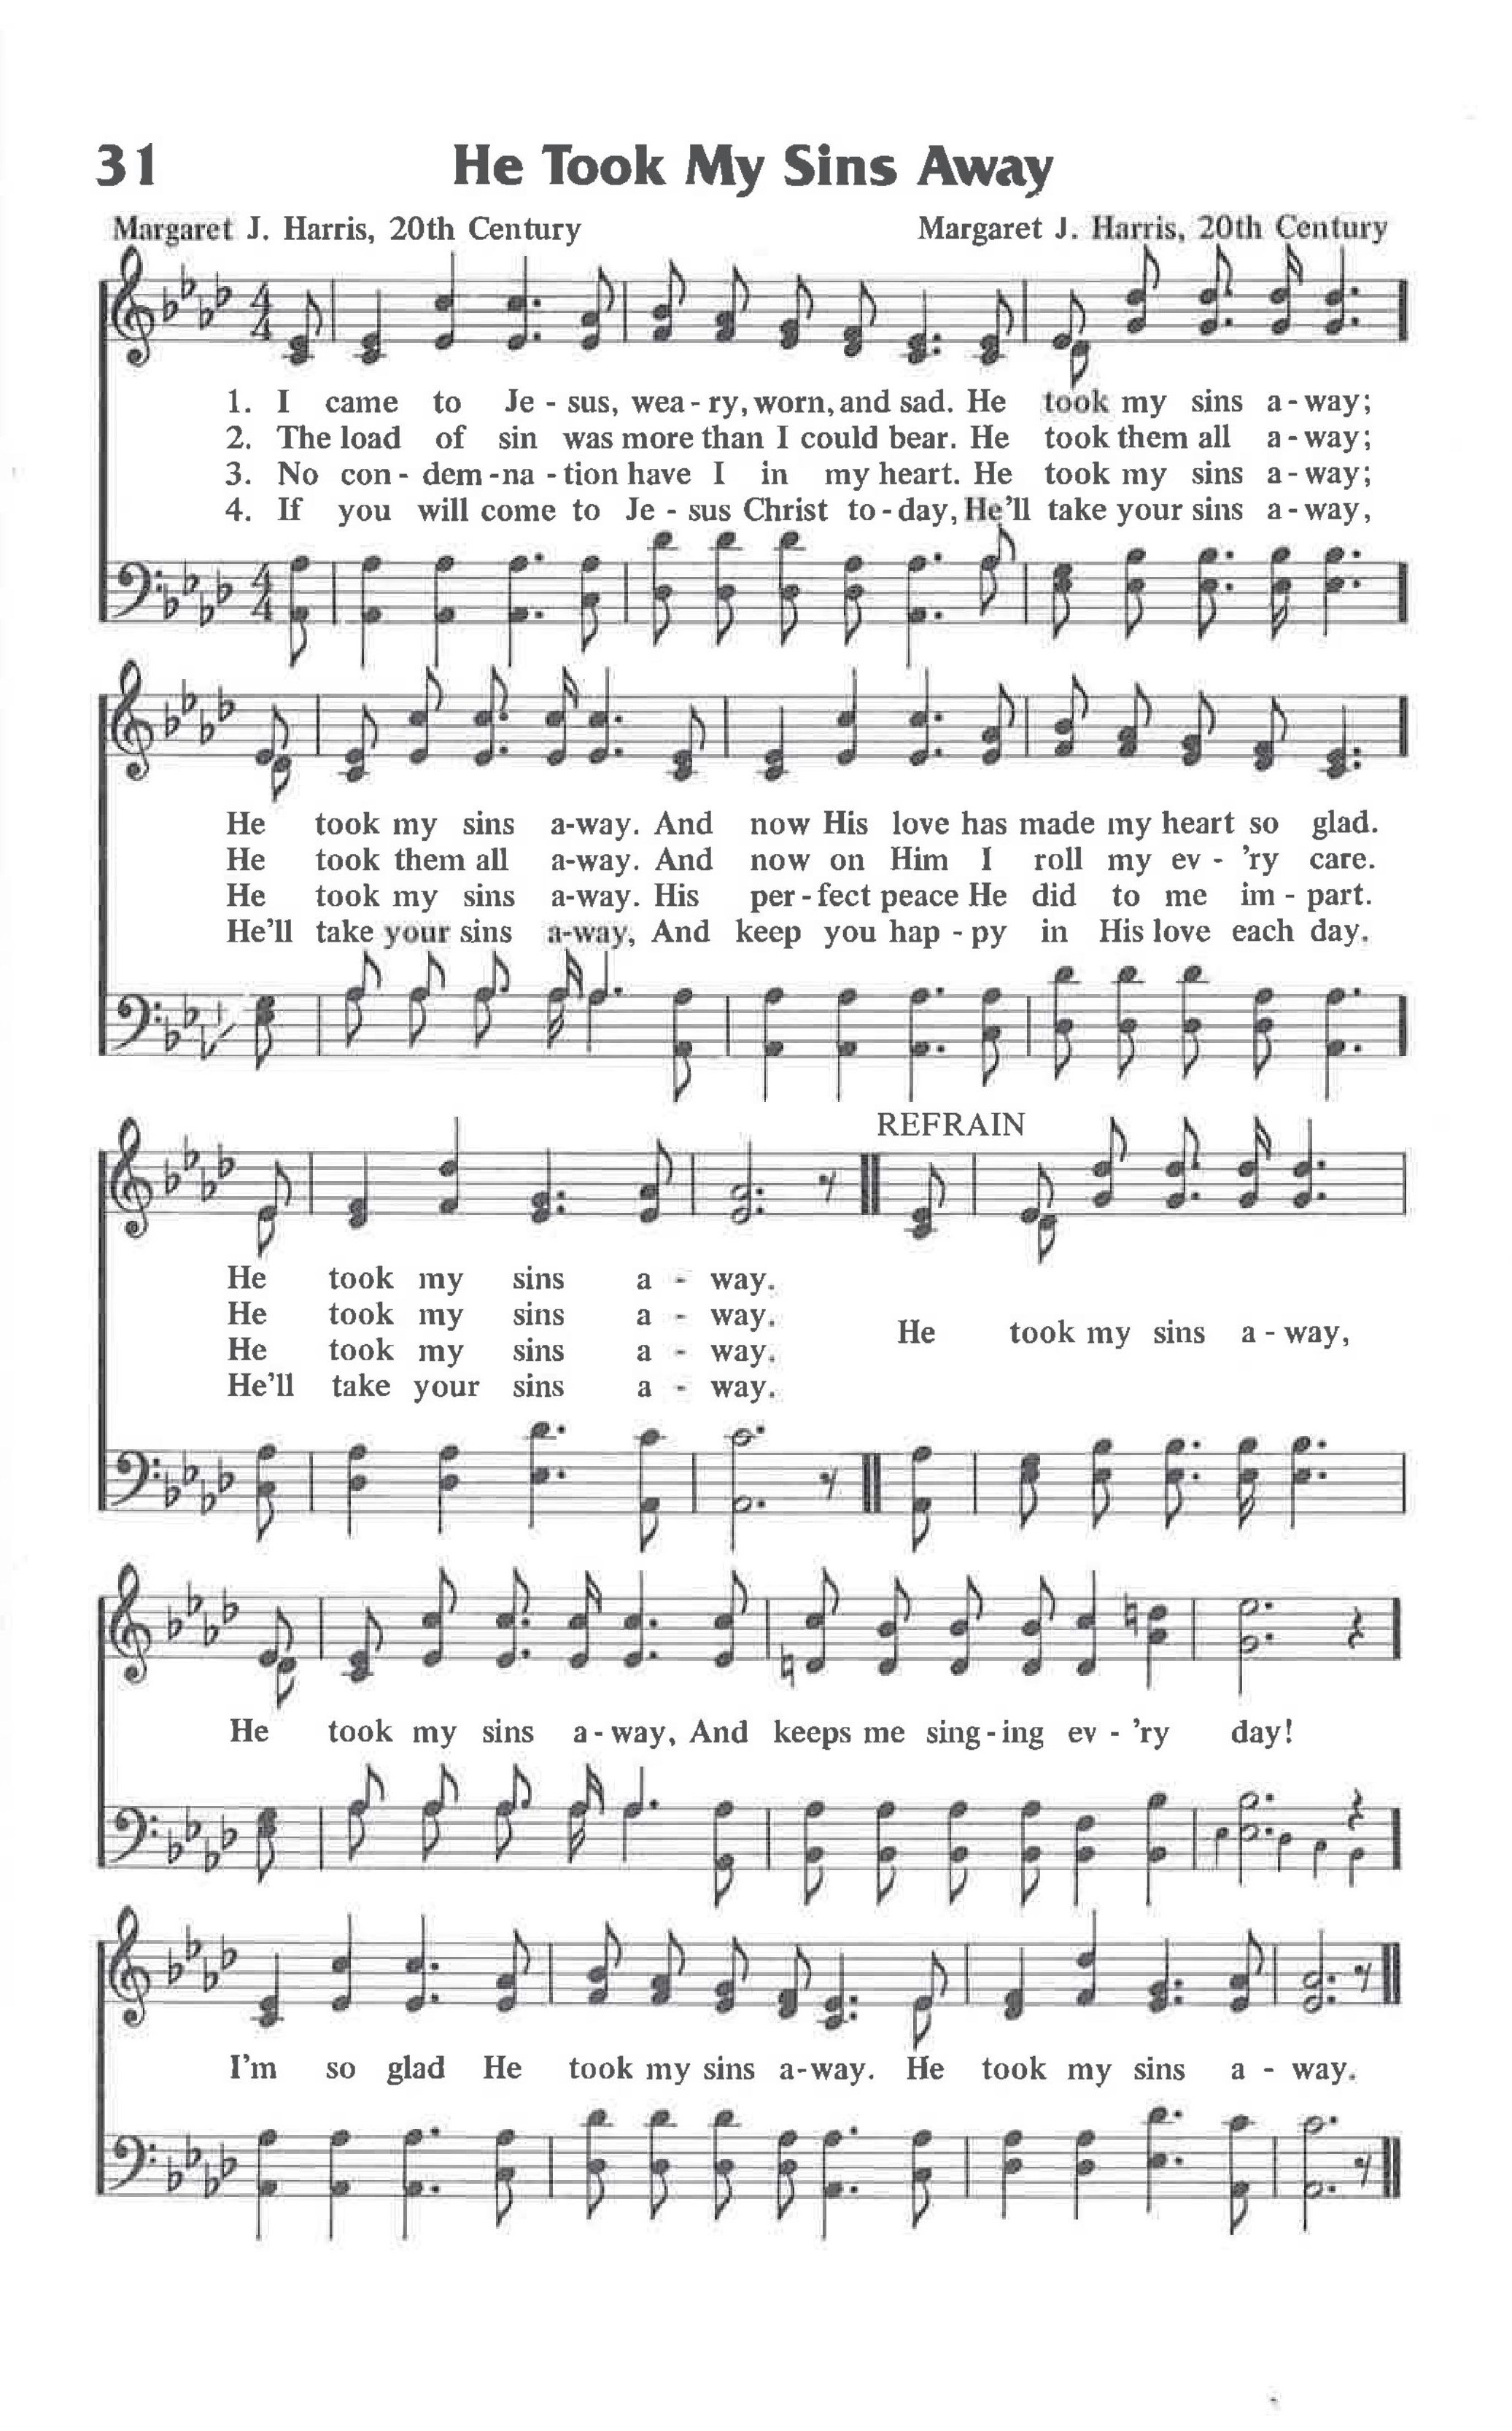 31 He Took My Sins Away
Margaret J. Harris, 20th Century Margaret J. Harris, 20th Century
1. I came to Je - sus, wea - ry, worn, and sad. He took my sins a - way;
2. The load of sin was more than I could bear. He took them all a - way;
3. No con - dem - na - tion have I in my heart. He took my sins a - way;
4. If you will come to Je - sus Christ to - day, He'll take your sins a - way,
He took my sins a-way. And now His love has made my heart so glad.
He took them all a-way. And now on Him I roll my ev - 'ry care.
He took my sins a-way. His per - fect peace He did to me im - part.
He'll take your sins a-way, And keep you hap - py in His love each day.
REFRAIN
He took my sins a - way.
He took my sins a - way.
He took my sins a - way.
He'll take your sins a - way.
He took my sins a - way,
He took my sins a - way, And keeps me sing - ing ev - 'ry day!
I'm so glad He took my sins a-way. He took my sins a - way.